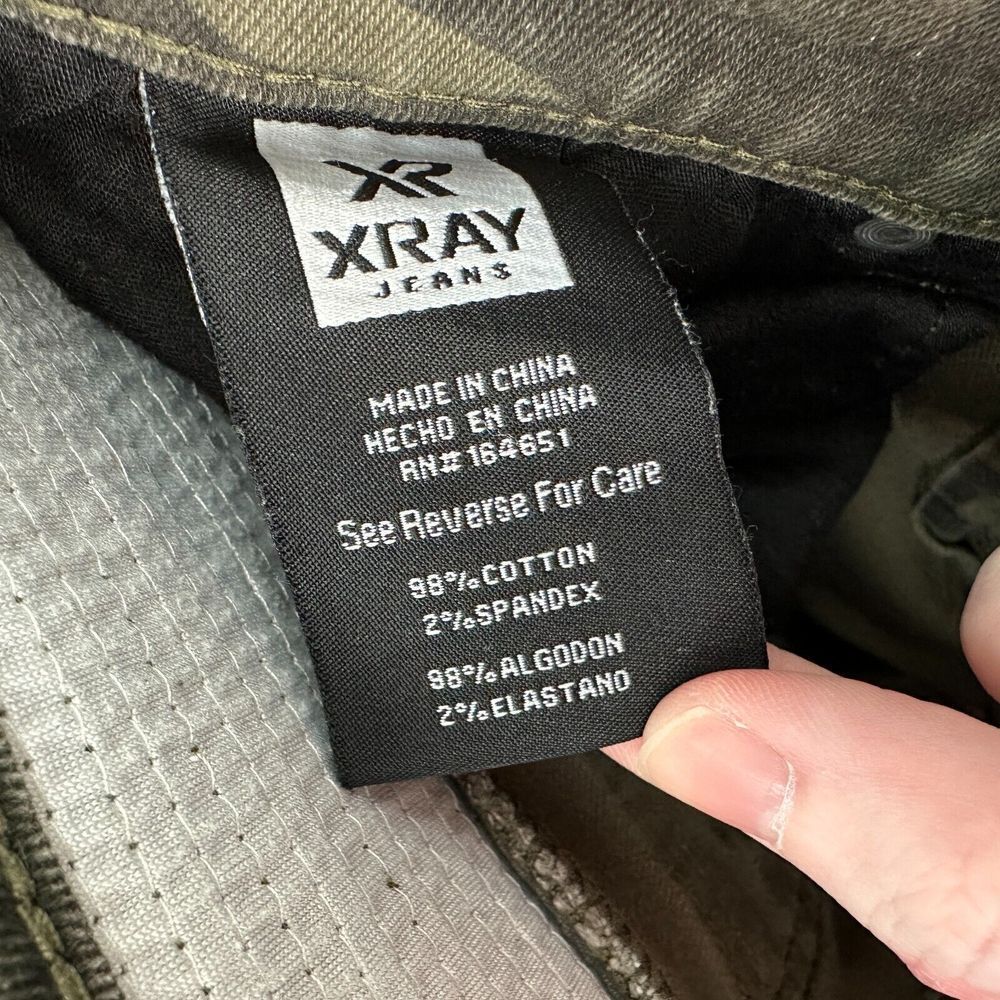 XR
XRAY
JEANS
MADE IN CHINA
HECHO EN CHINA
RN# 164651
See Reverse For Care
98% COTTON
2% SPANDEX
98% ALGODON
2% ELASTANO